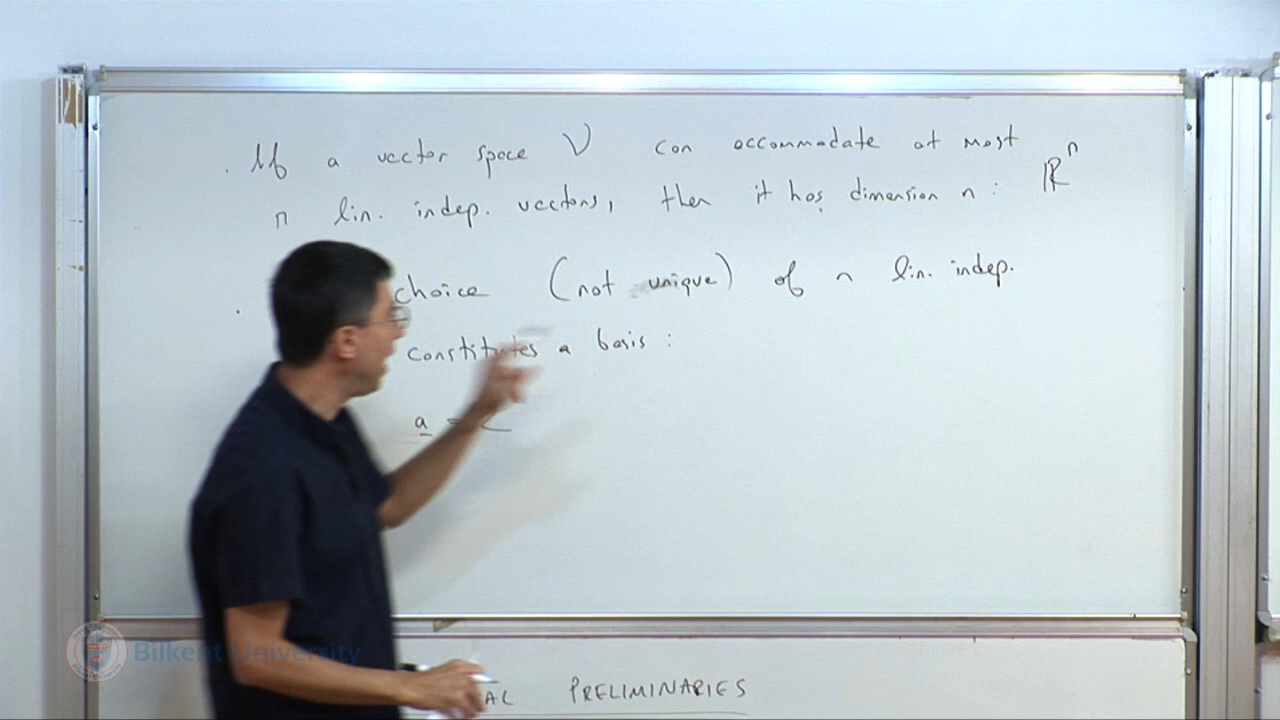 . If a vector space V can accommodate at most
n lin. indep. vectors, then it has dimension n : ℝⁿ
. choice (not unique) of n lin. indep.
constitutes a basis :
a =
AL PRELIMINARIES
Bilkent University